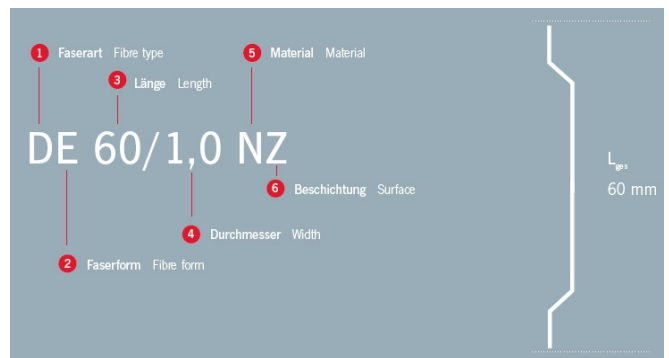 1 Faserart Fibre type
5 Material Material
3 Länge Length
DE 60/1,0 NZ
Lges
60 mm
6 Beschichtung Surface
4 Durchmesser Width
2 Faserform Fibre form